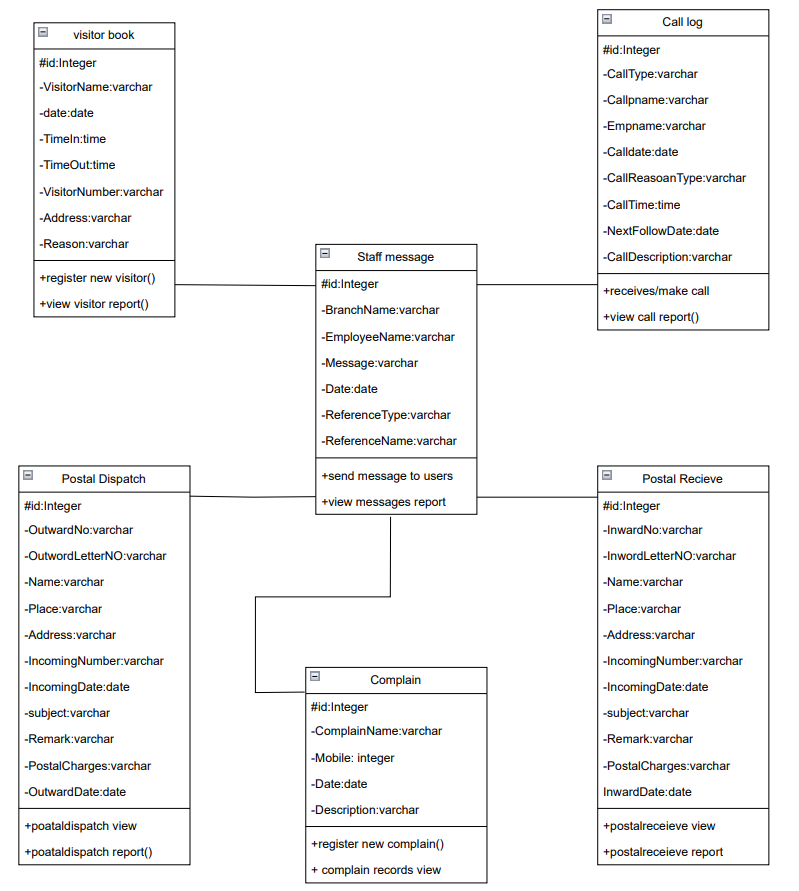 visitor book
#id:Integer
-VisitorName:varchar
-date:date
-TimeIn:time
-TimeOut:time
-VisitorNumber:varchar
-Address:varchar
-Reason:varchar
+register new visitor()
+view visitor report()
Call log
#id:Integer
-CallType:varchar
-Callpname:varchar
-Empname:varchar
-Calldate:date
-CallReasoanType:varchar
-CallTime:time
-NextFollowDate:date
-CallDescription:varchar
+receives/make call
+view call report()
Staff message
#id:Integer
-BranchName:varchar
-EmployeeName:varchar
-Message:varchar
-Date:date
-ReferenceType:varchar
-ReferenceName:varchar
+send message to users
+view messages report
Postal Dispatch
#id:Integer
-OutwardNo:varchar
-OutwordLetterNO:varchar
-Name:varchar
-Place:varchar
-Address:varchar
-IncomingNumber:varchar
-IncomingDate:date
-subject:varchar
-Remark:varchar
-PostalCharges:varchar
-OutwardDate:date
+poataldispatch view
+poataldispatch report()
Postal Recieve
#id:Integer
-InwardNo:varchar
-InwordLetterNO:varchar
-Name:varchar
-Place:varchar
-Address:varchar
-IncomingNumber:varchar
-IncomingDate:date
-subject:varchar
-Remark:varchar
-PostalCharges:varchar
InwardDate:date
+postalreceieve view
+postalreceieve report
Complain
#id:Integer
-ComplainName:varchar
-Mobile: integer
-Date:date
-Description:varchar
+register new complain()
+ complain records view